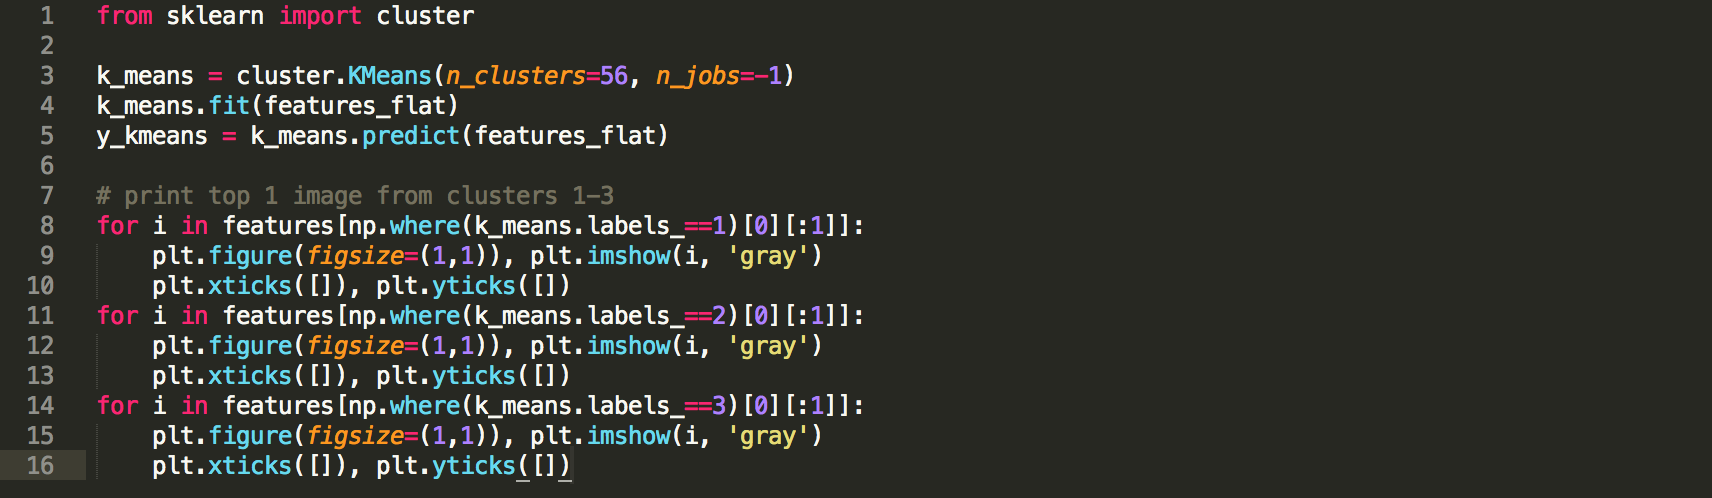 1 from sklearn import cluster
2
3 k_means = cluster.KMeans(n_clusters=56, n_jobs=-1)
4 k_means.fit(features_flat)
5 y_kmeans = k_means.predict(features_flat)
6
7 # print top 1 image from clusters 1-3
8 for i in features[np.where(k_means.labels_==1)[0][:1]]:
9     plt.figure(figsize=(1,1)), plt.imshow(i, 'gray')
10     plt.xticks([]), plt.yticks([])
11 for i in features[np.where(k_means.labels_==2)[0][:1]]:
12     plt.figure(figsize=(1,1)), plt.imshow(i, 'gray')
13     plt.xticks([]), plt.yticks([])
14 for i in features[np.where(k_means.labels_==3)[0][:1]]:
15     plt.figure(figsize=(1,1)), plt.imshow(i, 'gray')
16     plt.xticks([]), plt.yticks([])